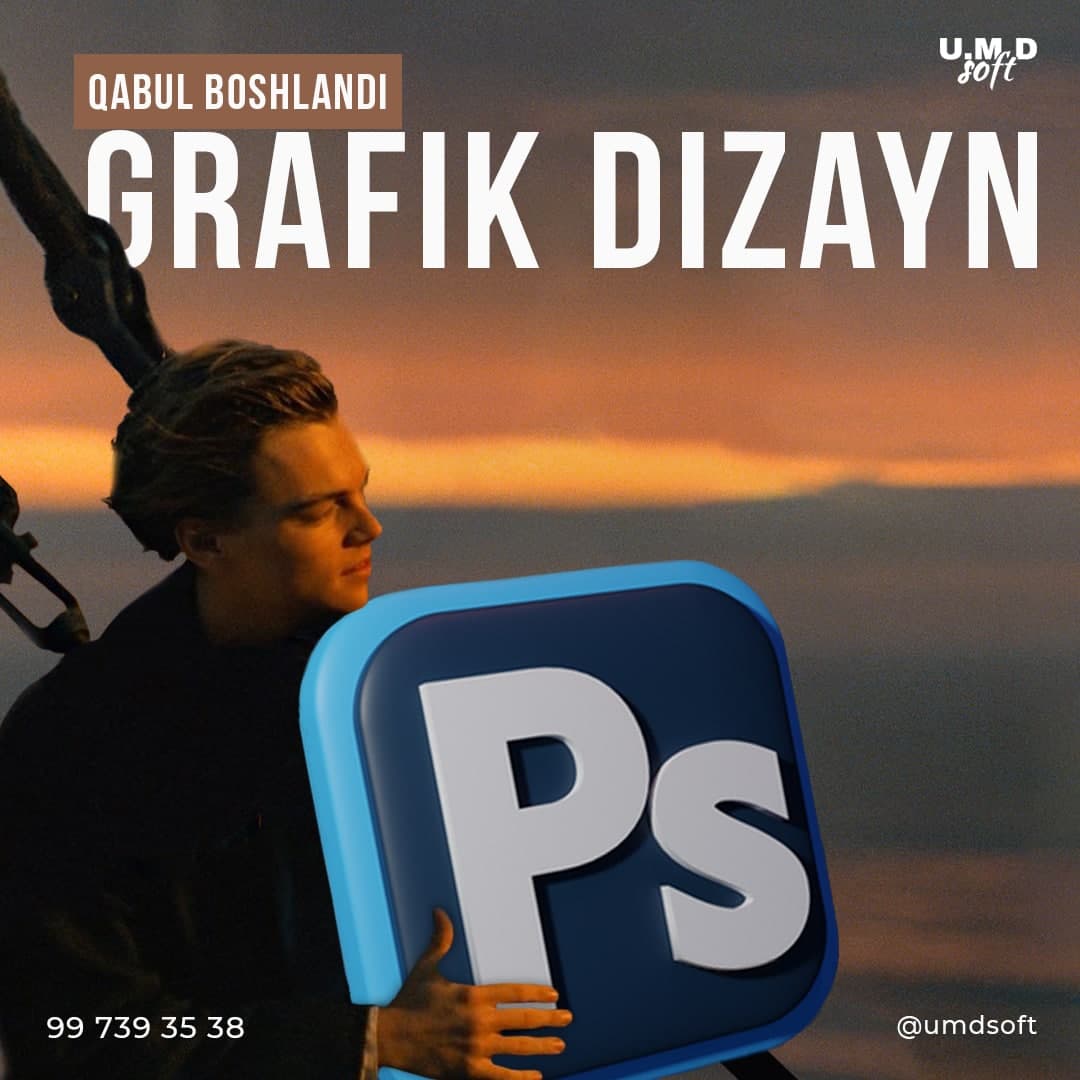 U.M.D
soft
QABUL BOSHLANDI
GRAFIK DIZAYN
Ps
99 739 35 38
@umdsoft